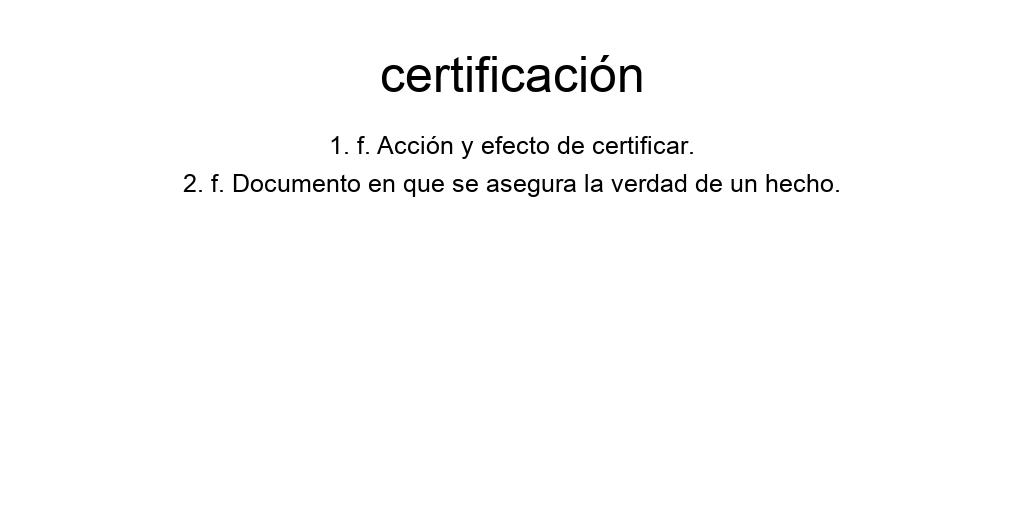 certificación
1. f. Acción y efecto de certificar.
2. f. Documento en que se asegura la verdad de un hecho.